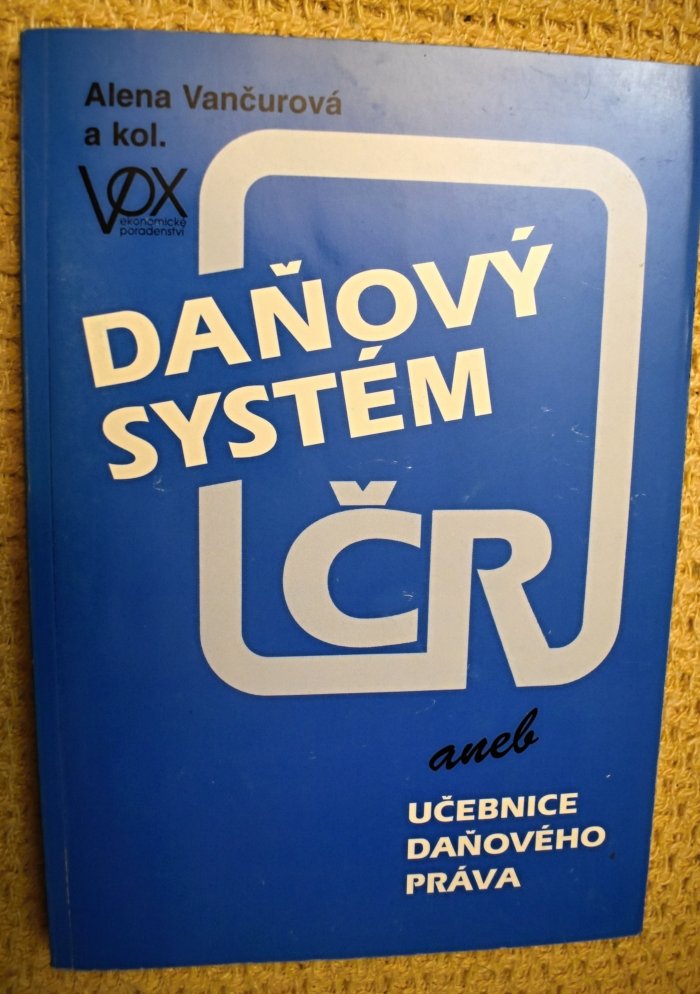 Alena Vančurová
a kol.
VOX
ekonomické
poradenství
DAŇOVÝ
SYSTÉM
ČR
aneb
UČEBNICE
DAŇOVÉHO
PRÁVA